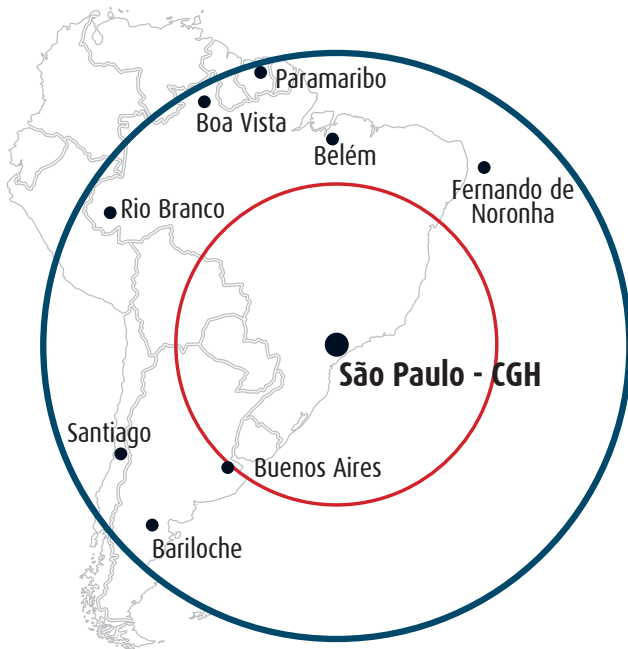 Paramaribo
Boa Vista
Belém
Fernando de
Noronha
Rio Branco
São Paulo - CGH
Santiago
Buenos Aires
Bariloche